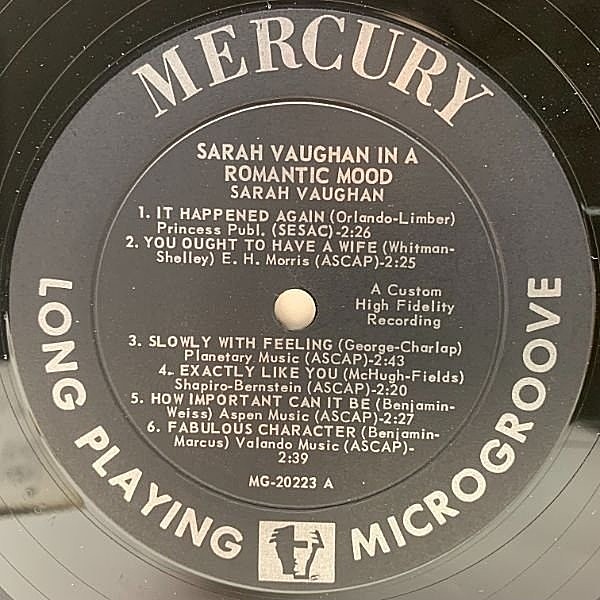 MERCURY
SARAH VAUGHAN IN A
ROMANTIC MOOD
SARAH VAUGHAN
1. IT HAPPENED AGAIN (Orlando-Limber)
Princess Publ. (SESAC)-2:26
2. YOU OUGHT TO HAVE A WIFE (Whitman-
Shelley) E. H. Morris (ASCAP)-2:25
A Custom
High Fidelity
Recording
3. SLOWLY WITH FEELING (George-Charlap)
Planetary Music (ASCAP)-2:43
4. EXACTLY LIKE YOU (McHugh-Fields)
Shapiro-Bernstein (ASCAP)-2:20
5. HOW IMPORTANT CAN IT BE (Benjamin-
Weiss) Aspen Music (ASCAP)-2:27
6. FABULOUS CHARACTER (Benjamin-
Marcus) Valando Music (ASCAP)-
2:39
MG-20223 A
LONG PLAYING MICROGROOVE